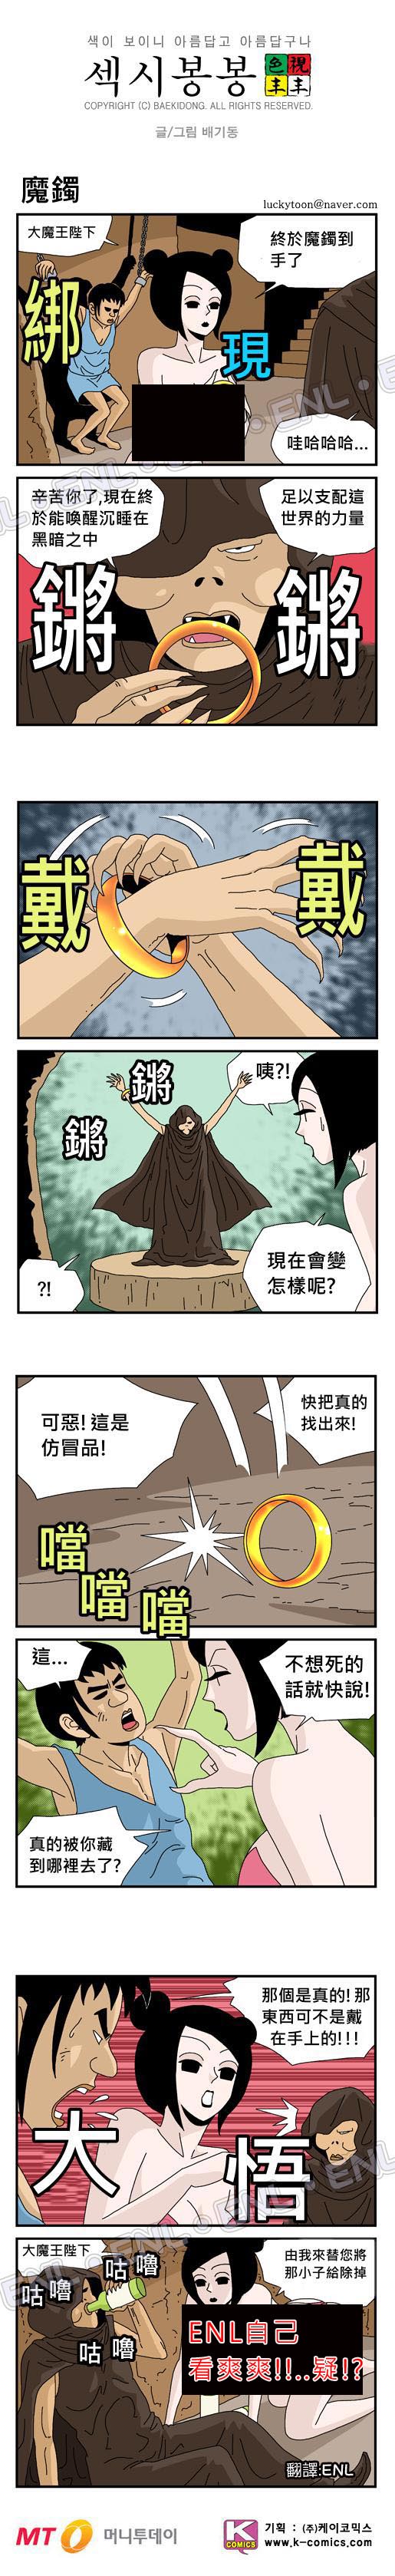 색이 보이니 아름답고 아름답구나
섹시봉봉
色視
丰丰
COPYRIGHT (C) BAEKIDONG. ALL RIGHTS RESERVED.
글/그림 배기동
魔鐲
luckytoon@naver.com
大魔王陛下
終於魔鐲到
手了
綁
現
哇哈哈哈...
辛苦你了,現在終
於能喚醒沉睡在
黑暗之中
足以支配這
世界的力量
鏘
鏘
戴
戴
鏘
鏘
咦?!
?!
現在會變
怎樣呢?
可惡! 這是
仿冒品!
快把真的
找出來!
噹
噹
噹
這...
不想死的
話就快說!
真的被你藏
到哪裡去了?
那個是真的! 那
東西可不是戴
在手上的!!!
大
悟
大魔王陛下
咕嚕
咕嚕
咕嚕
由我來替您將
那小子給除掉
ENL自己
看爽爽!!..疑!?
翻譯:ENL
ENL
ENL
MT 머니투데이
K
COMICS
기획 : (주)케이코믹스
www.k-comics.com